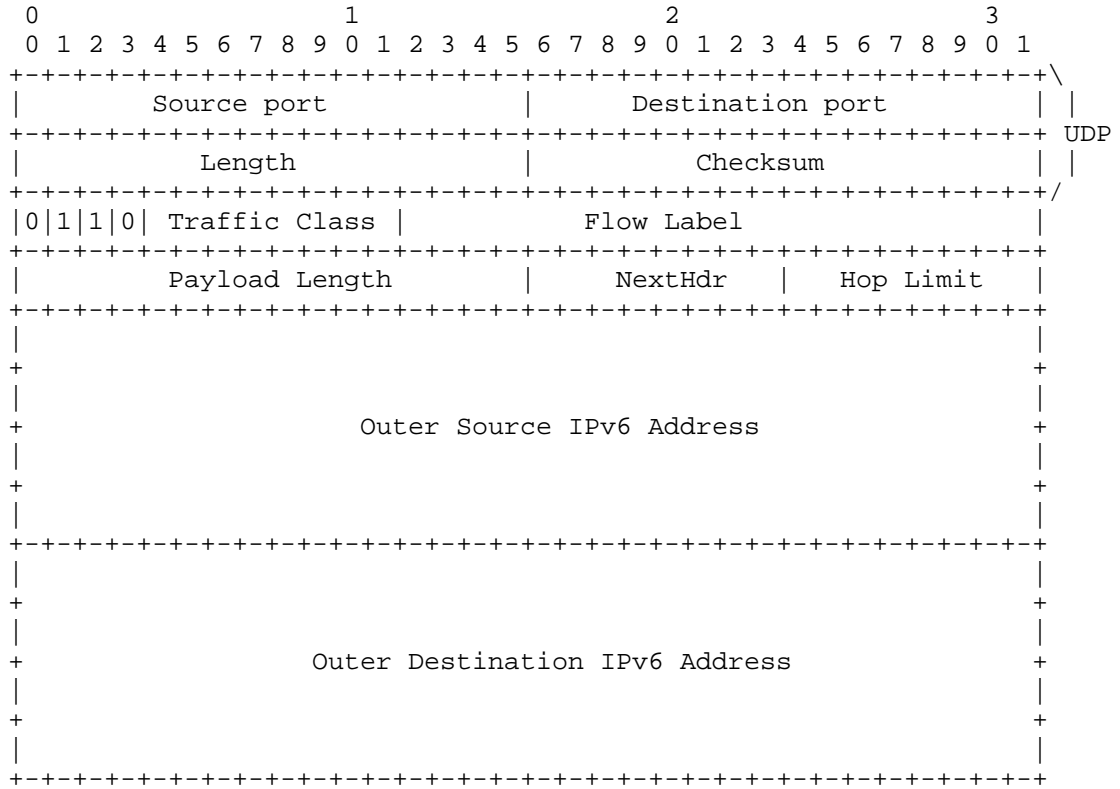 0                   1                   2                   3
 0 1 2 3 4 5 6 7 8 9 0 1 2 3 4 5 6 7 8 9 0 1 2 3 4 5 6 7 8 9 0 1
+-+-+-+-+-+-+-+-+-+-+-+-+-+-+-+-+-+-+-+-+-+-+-+-+-+-+-+-+-+-+-+-+\
|        Source port            |      Destination port         | |
+-+-+-+-+-+-+-+-+-+-+-+-+-+-+-+-+-+-+-+-+-+-+-+-+-+-+-+-+-+-+-+-+ UDP
|           Length              |          Checksum             | |
+-+-+-+-+-+-+-+-+-+-+-+-+-+-+-+-+-+-+-+-+-+-+-+-+-+-+-+-+-+-+-+-+/
|0|1|1|0| Traffic Class |           Flow Label                  |
+-+-+-+-+-+-+-+-+-+-+-+-+-+-+-+-+-+-+-+-+-+-+-+-+-+-+-+-+-+-+-+-+
|         Payload Length        |     NextHdr   |   Hop Limit   |
+-+-+-+-+-+-+-+-+-+-+-+-+-+-+-+-+-+-+-+-+-+-+-+-+-+-+-+-+-+-+-+-+
|                                                               |
+                                                               +
|                                                               |
+                     Outer Source IPv6 Address                 +
|                                                               |
+                                                               +
|                                                               |
+-+-+-+-+-+-+-+-+-+-+-+-+-+-+-+-+-+-+-+-+-+-+-+-+-+-+-+-+-+-+-+-+
|                                                               |
+                                                               +
|                                                               |
+                  Outer Destination IPv6 Address               +
|                                                               |
+                                                               +
|                                                               |
+-+-+-+-+-+-+-+-+-+-+-+-+-+-+-+-+-+-+-+-+-+-+-+-+-+-+-+-+-+-+-+-+